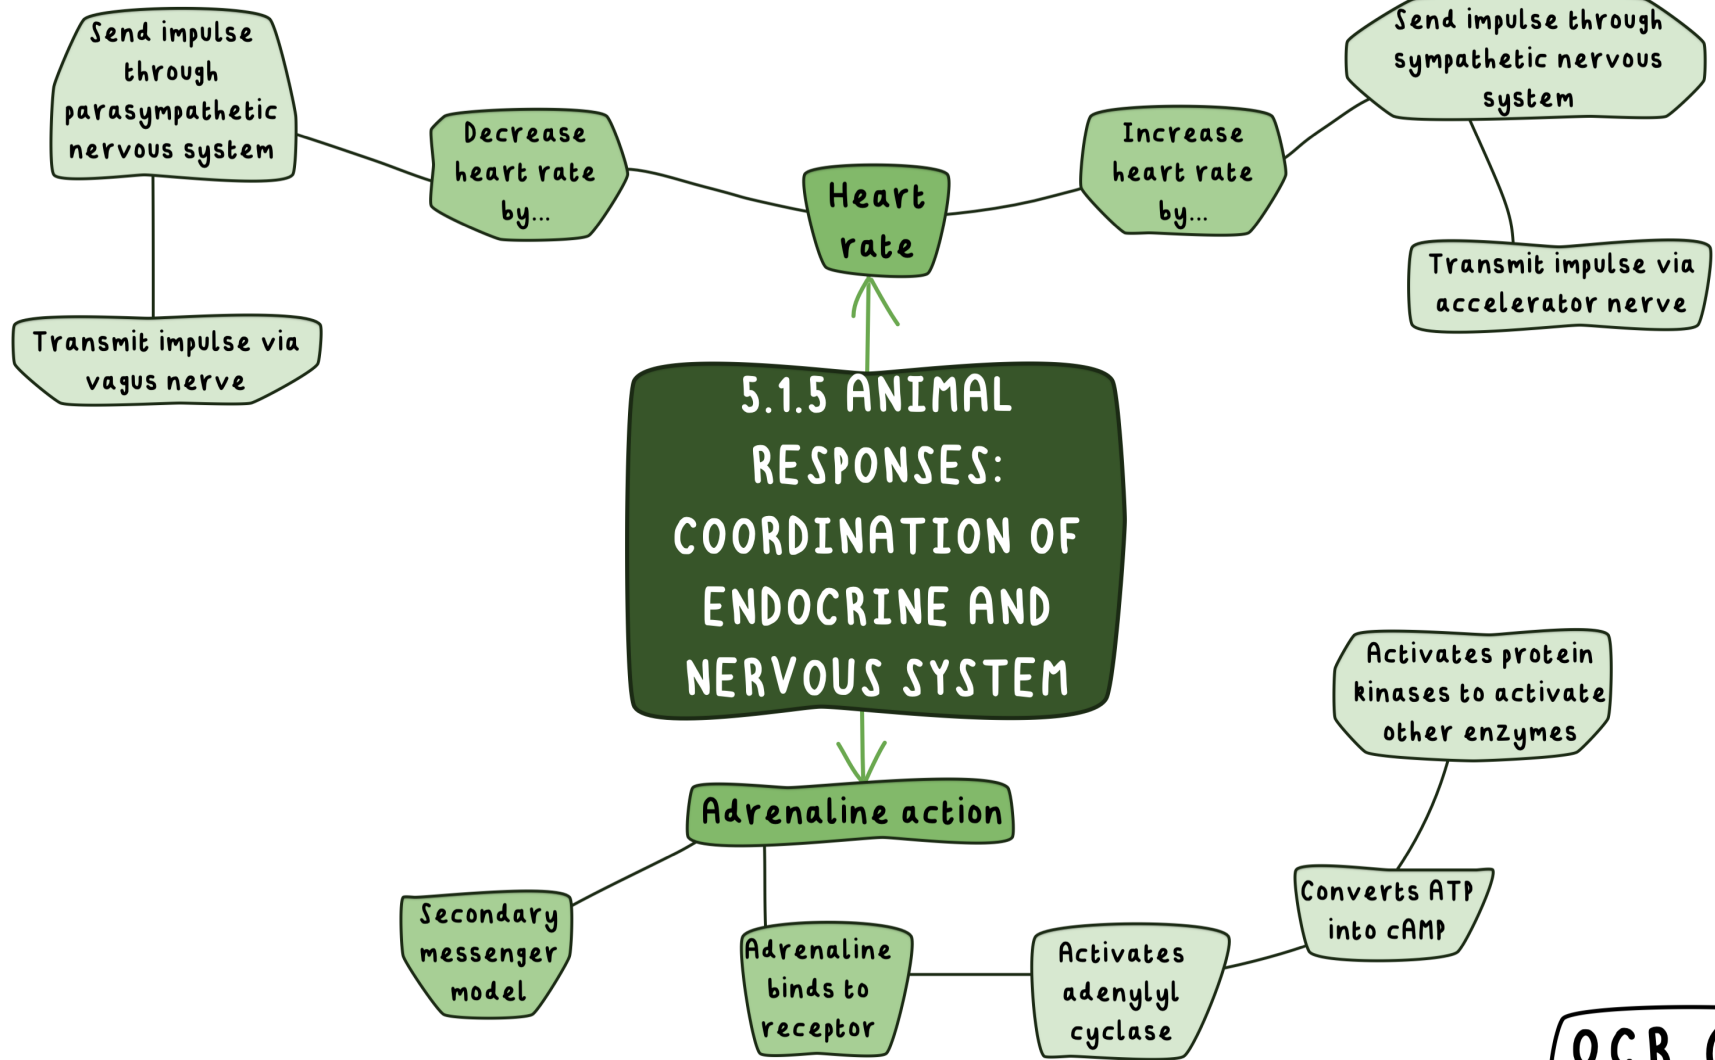 Send impulse
through
parasympathetic
nervous system
Decrease
heart rate
by...
Heart
rate
Increase
heart rate
by...
Send impulse through
sympathetic nervous
system
Transmit impulse via
vagus nerve
Transmit impulse via
accelerator nerve
5.1.5 ANIMAL
RESPONSES:
COORDINATION OF
ENDOCRINE AND
NERVOUS SYSTEM
Adrenaline action
Secondary
messenger
model
Adrenaline
binds to
receptor
Activates
adenylyl
cyclase
Converts ATP
into cAMP
Activates protein
kinases to activate
other enzymes
OCR